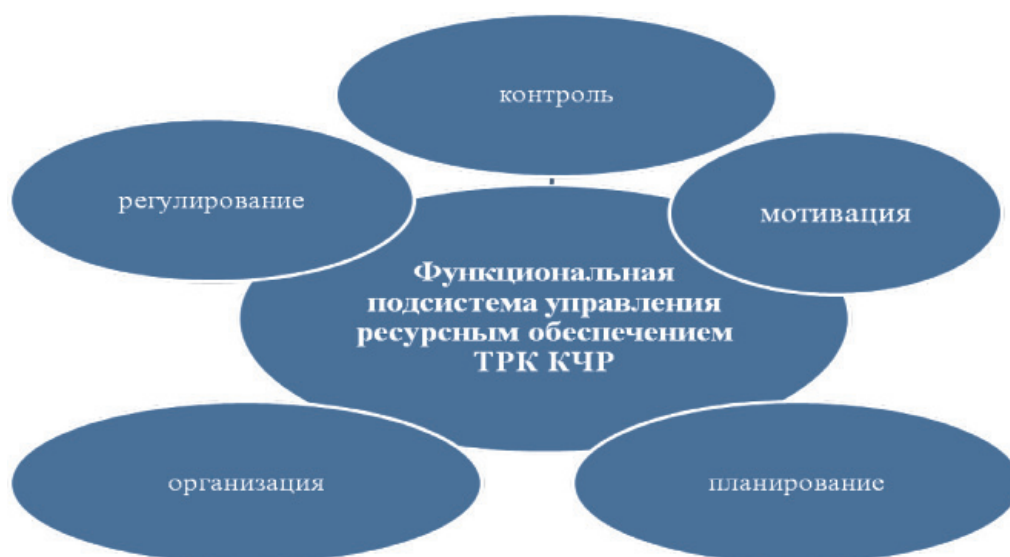 контроль
регулирование
мотивация
Функциональная
подсистема управления
ресурсным обеспечением
ТРК КЧР
организация
планирование